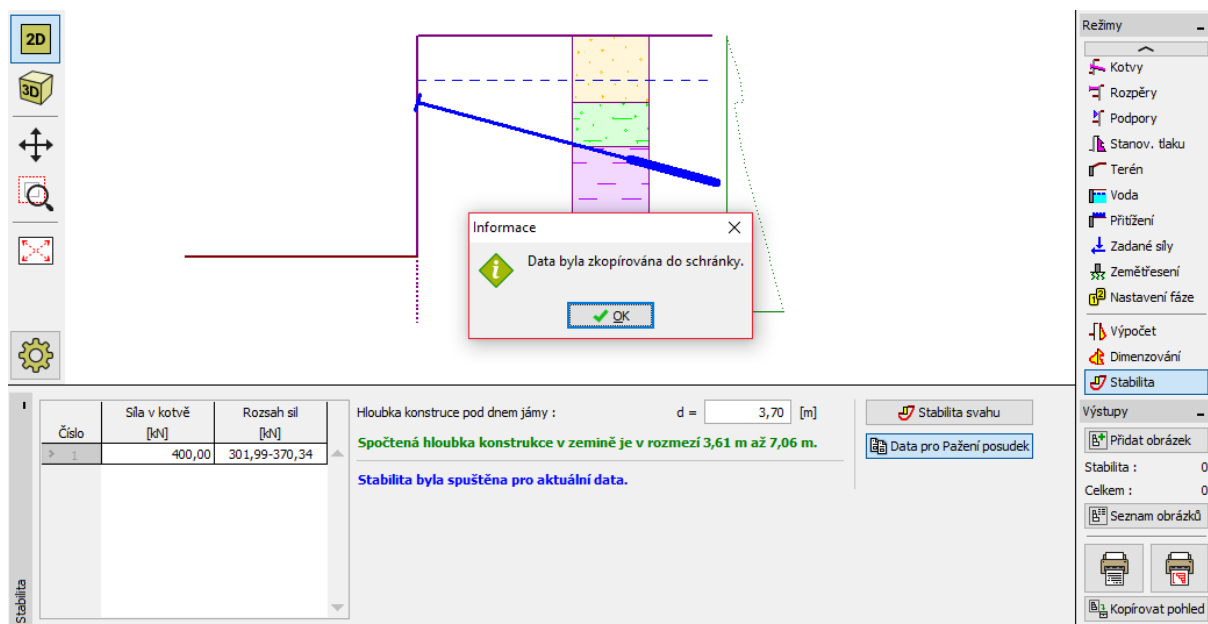 2D
3D
Informace
Data byla zkopírována do schránky.
OK
Režimy
Kotvy
Rozpěry
Podpory
Stanov. tlaku
Terén
Voda
Přitížení
Zadané síly
Zemětřesení
Nastavení fáze
Výpočet
Dimenzování
Stabilita
Výstupy
Přidat obrázek
Stabilita : 0
Celkem : 0
Seznam obrázků
Kopírovat pohled
Stabilita
Číslo Síla v kotvě [kN] Rozsah sil [kN]
> 1 400,00 301,99-370,34
Hloubka konstruce pod dnem jámy : d = 3,70 [m]
Spočtená hloubka konstrukce v zemině je v rozmezí 3,61 m až 7,06 m.
Stabilita byla spuštěna pro aktuální data.
Stabilita svahu
Data pro Pažení posudek